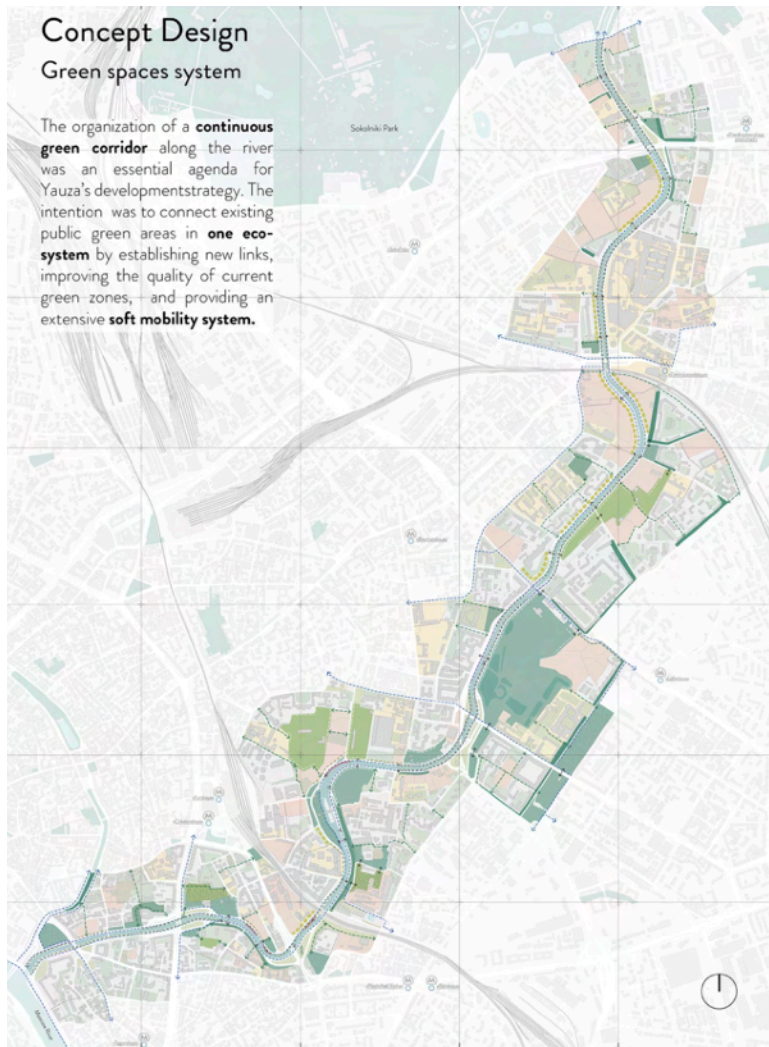 Concept Design
Green spaces system
The organization of a continuous
green corridor along the river
was an essential agenda for
Yauza's developmentstrategy. The
intention was to connect existing
public green areas in one eco-
system by establishing new links,
improving the quality of current
green zones, and providing an
extensive soft mobility system.
Sokolniki Park
M
M
M
M
M
M
M
M
M
Moscow River